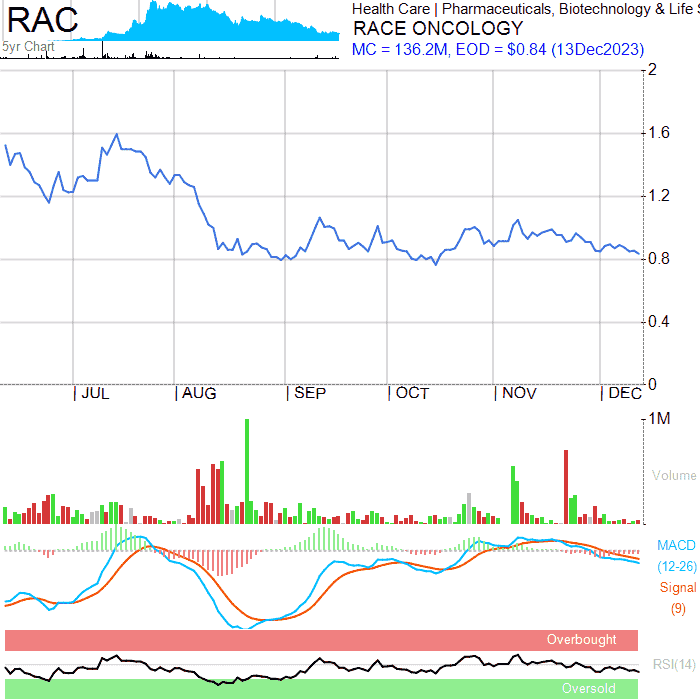 RAC
5yr Chart
Health Care | Pharmaceuticals, Biotechnology & Life S
RACE ONCOLOGY
MC = 136.2M, EOD = $0.84 (13Dec2023)
2
1.6
1.2
0.8
0.4
0
| JUL | AUG | SEP | OCT | NOV | DEC
1M
Volume
MACD
(12-26)
Signal
(9)
Overbought
RSI(14)
Oversold